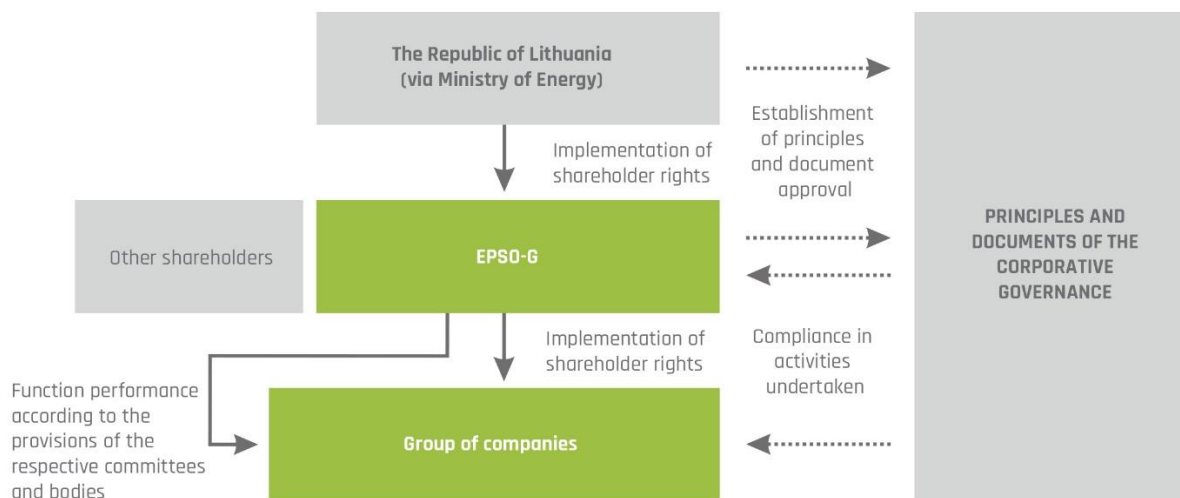 The Republic of Lithuania
(via Ministry of Energy)
Implementation of
shareholder rights
Establishment
of principles
and document
approval
Other shareholders
EPSO-G
PRINCIPLES AND
DOCUMENTS OF THE
CORPORATIVE
GOVERNANCE
Implementation of
shareholder rights
Compliance in
activities
undertaken
Function performance
according to the
provisions of the
respective committees
and bodies
Group of companies